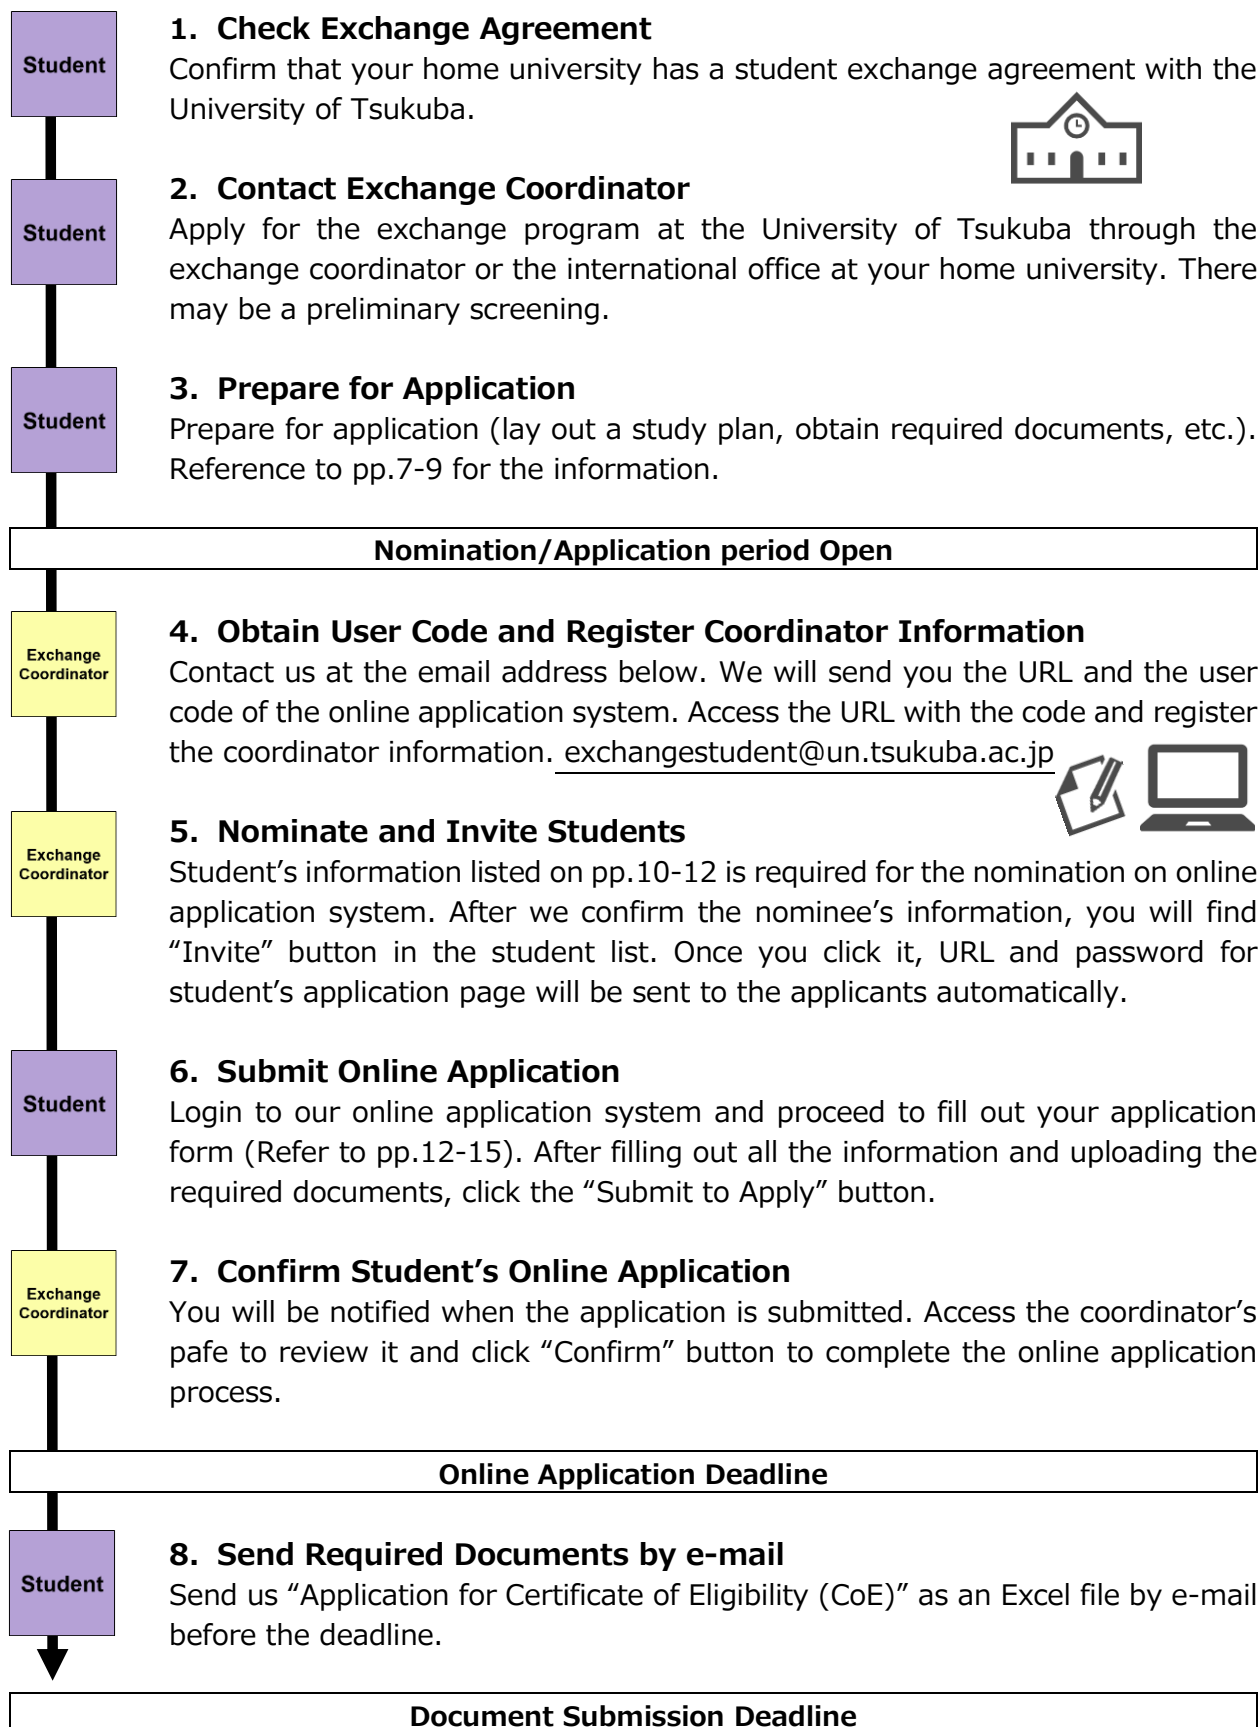 Student
1. Check Exchange Agreement
Confirm that your home university has a student exchange agreement with the
University of Tsukuba.
Student
2. Contact Exchange Coordinator
Apply for the exchange program at the University of Tsukuba through the
exchange coordinator or the international office at your home university. There
may be a preliminary screening.
Student
3. Prepare for Application
Prepare for application (lay out a study plan, obtain required documents, etc.).
Reference to pp.7-9 for the information.
Nomination/Application period Open
Exchange
Coordinator
4. Obtain User Code and Register Coordinator Information
Contact us at the email address below. We will send you the URL and the user
code of the online application system. Access the URL with the code and register
the coordinator information. exchangestudent@un.tsukuba.ac.jp
Exchange
Coordinator
5. Nominate and Invite Students
Student’s information listed on pp.10-12 is required for the nomination on online
application system. After we confirm the nominee’s information, you will find
“Invite” button in the student list. Once you click it, URL and password for
student’s application page will be sent to the applicants automatically.
Student
6. Submit Online Application
Login to our online application system and proceed to fill out your application
form (Refer to pp.12-15). After filling out all the information and uploading the
required documents, click the “Submit to Apply” button.
Exchange
Coordinator
7. Confirm Student’s Online Application
You will be notified when the application is submitted. Access the coordinator’s
pafe to review it and click “Confirm” button to complete the online application
process.
Online Application Deadline
Student
8. Send Required Documents by e-mail
Send us “Application for Certificate of Eligibility (CoE)” as an Excel file by e-mail
before the deadline.
Document Submission Deadline